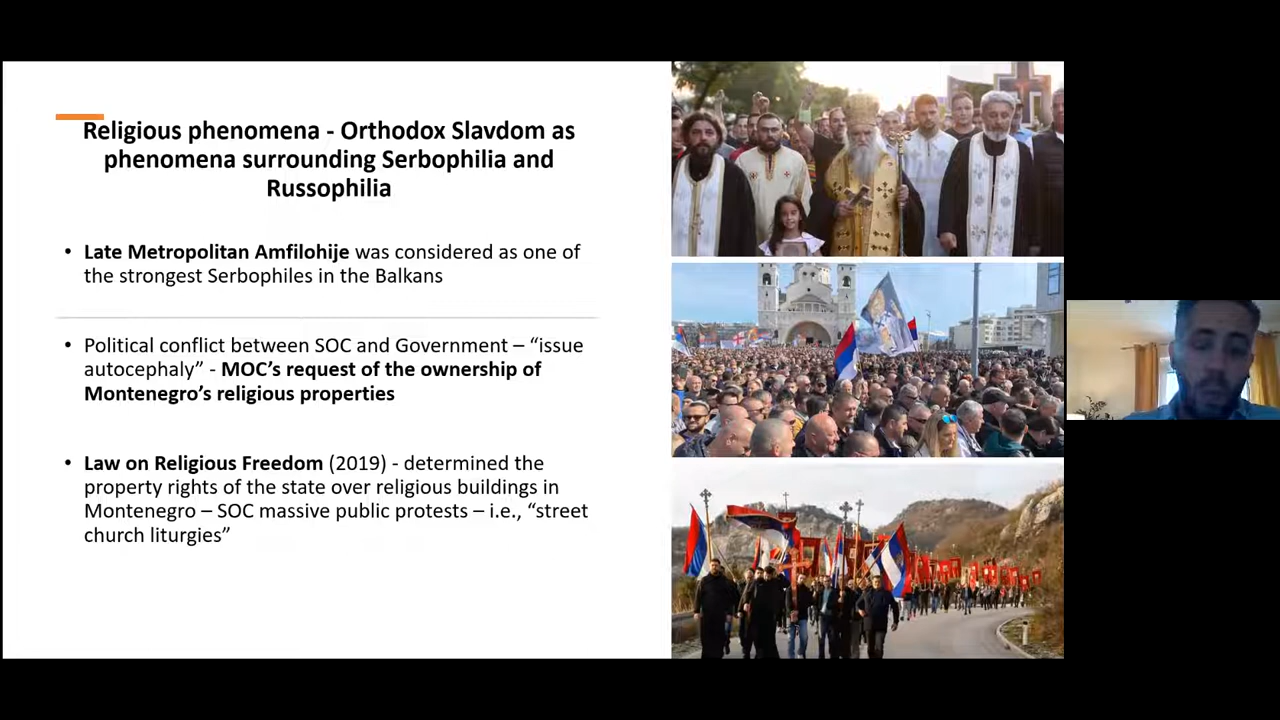 Religious phenomena - Orthodox Slavdom as
phenomena surrounding Serbophilia and
Russophilia
• Late Metropolitan Amfilohije was considered as one of
the strongest Serbophiles in the Balkans
• Political conflict between SOC and Government – “issue
autocephaly” - MOC’s request of the ownership of
Montenegro’s religious properties
• Law on Religious Freedom (2019) - determined the
property rights of the state over religious buildings in
Montenegro – SOC massive public protests – i.e., “street
church liturgies”